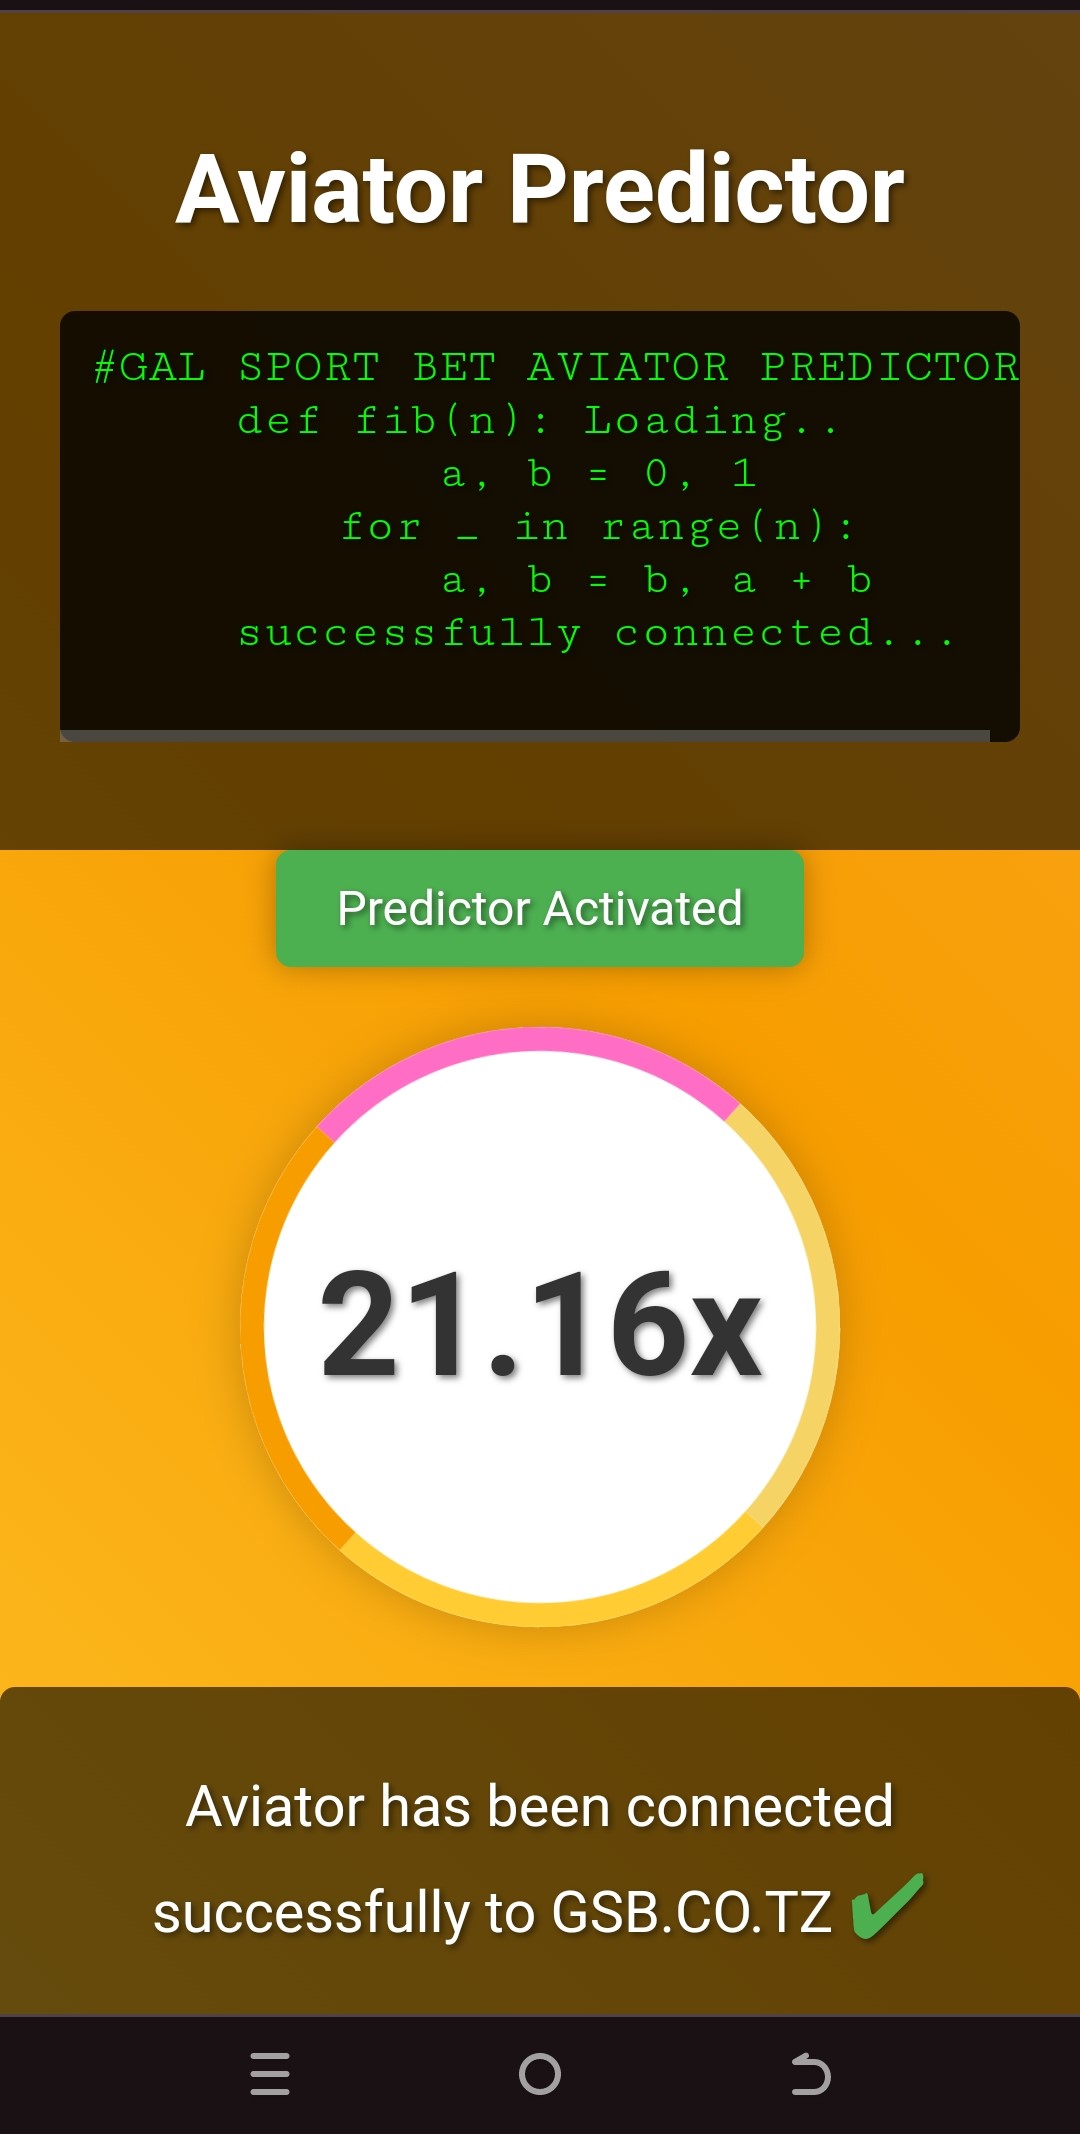 Aviator Predictor
#GAL SPORT BET AVIATOR PREDICTOR
def fib(n): Loading..
a, b = 0, 1
for _ in range(n):
a, b = b, a + b
successfully connected...
Predictor Activated
21.16x
Aviator has been connected
successfully to GSB.CO.TZ ✔